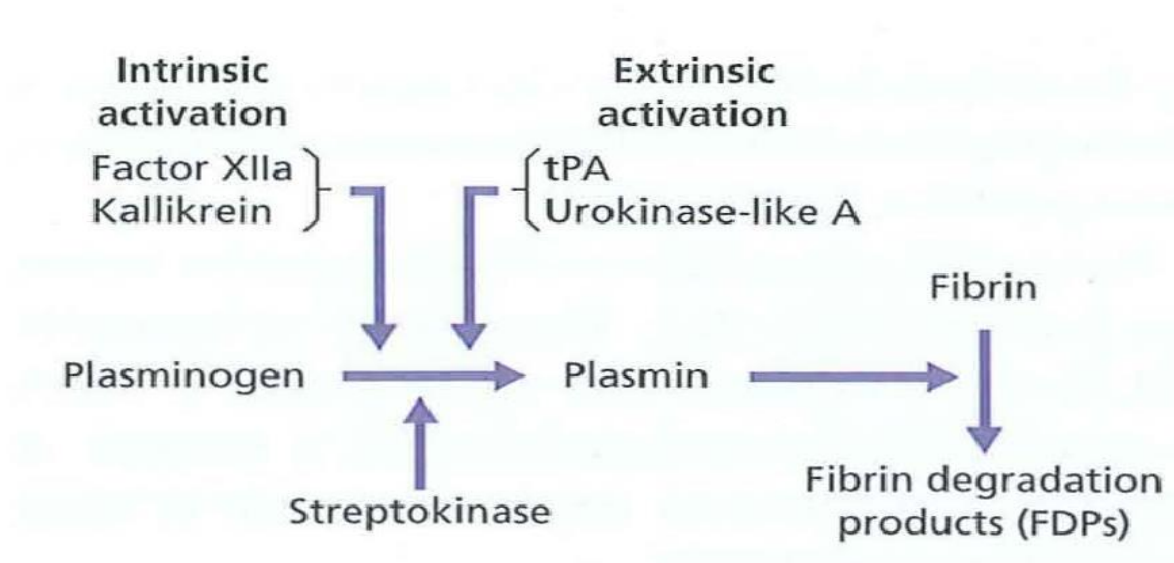 Intrinsic
activation
Factor XIIa
Kallikrein
Extrinsic
activation
tPA
Urokinase-like A
Fibrin
Plasminogen
Plasmin
Streptokinase
Fibrin degradation
products (FDPs)